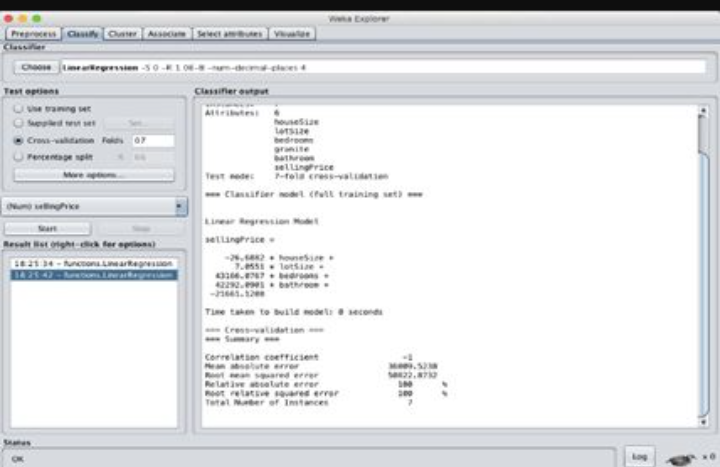 Weka Explorer
Preprocess Classify Cluster Associate Select attributes Visualize
Classifier
Choose LinearRegression -S 0 -R 1.0E-8 -num-decimal-places 4
Test options
Use training set
Supplied test set Set...
Cross-validation Folds 07
Percentage split % 66
More options...
(Num) sellingPrice
Start Stop
Result list (right-click for options)
18:25:34 - functions.LinearRegression
18:25:42 - functions.LinearRegression
Classifier output
Attributes: 6
houseSize
lotSize
bedrooms
granite
bathroom
sellingPrice
Test mode: 7-fold cross-validation
=== Classifier model (full training set) ===
Linear Regression Model
sellingPrice =
-26.6882 * houseSize +
7.0551 * lotSize +
43166.0767 * bedrooms +
42292.0901 * bathroom +
-21661.1208
Time taken to build model: 0 seconds
=== Cross-validation ===
=== Summary ===
Correlation coefficient -1
Mean absolute error 36009.5238
Root mean squared error 50022.8732
Relative absolute error 100 %
Root relative squared error 100 %
Total Number of Instances 7
Status
OK
Log
x 0